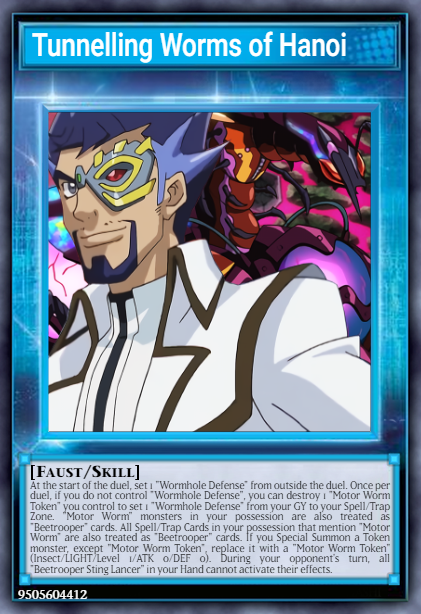 Tunnelling Worms of Hanoi
[Faust/Skill]
At the start of the duel, set 1 "Wormhole Defense" from outside the duel. Once per
duel, if you do not control "Wormhole Defense", you can destroy 1 "Motor Worm
Token" you control to set 1 "Wormhole Defense" from your GY to your Spell/Trap
Zone. "Motor Worm" monsters in your possession are also treated as
"Beetrooper" cards. All Spell/Trap Cards in your possession that mention "Motor
Worm" are also treated as "Beetrooper" cards. If you Special Summon a Token
monster, except "Motor Worm Token", replace it with a "Motor Worm Token"
(Insect/LIGHT/Level 1/ATK 0/DEF 0). During your opponent's turn, all
"Beetrooper Sting Lancer" in your Hand cannot activate their effects.
9505604412